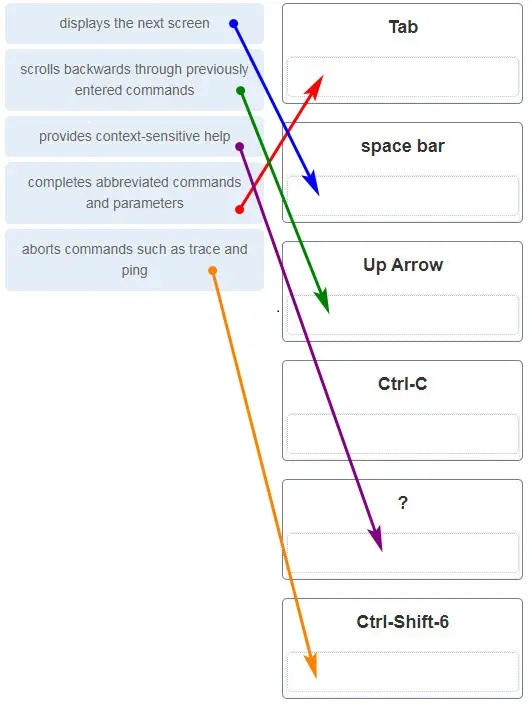 displays the next screen
scrolls backwards through previously
entered commands
provides context-sensitive help
completes abbreviated commands
and parameters
aborts commands such as trace and
ping
Tab
space bar
Up Arrow
Ctrl-C
?
Ctrl-Shift-6